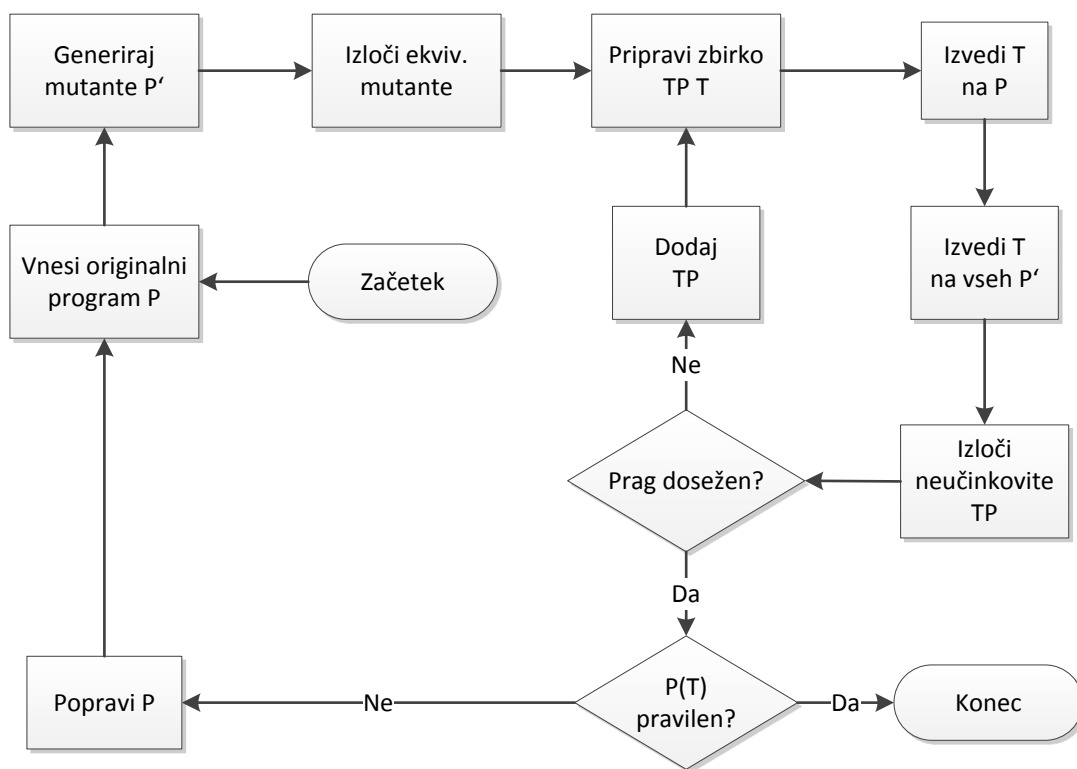 Generiraj
mutante P‘
Izloči ekviv.
mutante
Pripravi zbirko
TP T
Izvedi T
na P
Vnesi originalni
program P
Začetek
Dodaj
TP
Izvedi T
na vseh P‘
Ne
Prag dosežen?
Izloči
neučinkovite
TP
Da
Popravi P
Ne
P(T)
pravilen?
Da
Konec